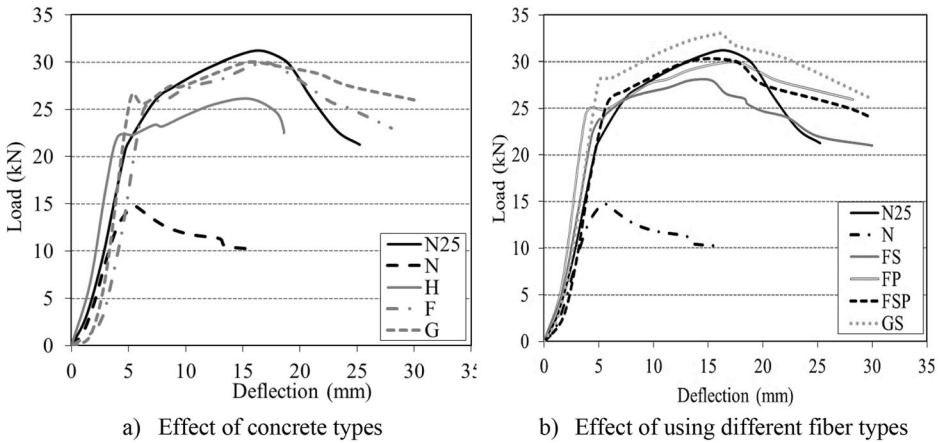 35
30
25
20
15
10
5
0
Load (kN)
0 5 10 15 20 25 30 35
Deflection (mm)
N25
N
H
F
G
a) Effect of concrete types
35
30
25
20
15
10
5
0
Load (kN)
0 5 10 15 20 25 30 35
Deflection (mm)
N25
N
FS
FP
FSP
GS
b) Effect of using different fiber types